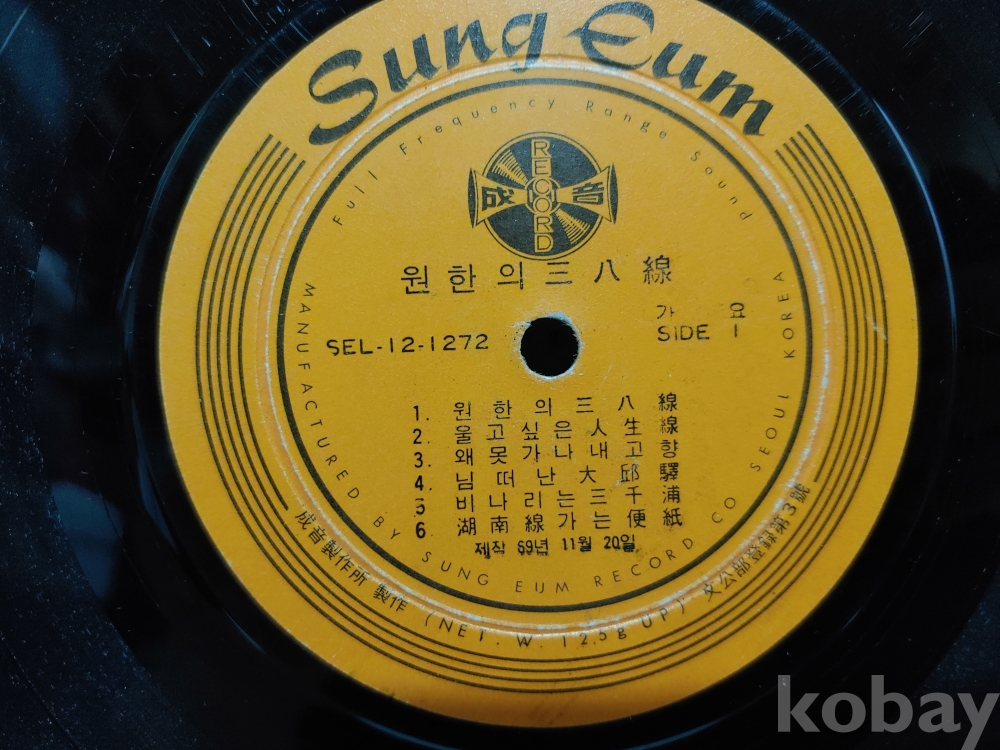 Sung Eum
Full Frequency Range Sound
RECORD
成音
원한의三八線
가요
SEL-12-1272
SIDE 1
1. 원한의三八線
2. 울고싶은人生線
3. 왜못가나내고향
4. 님떠난大邱驛
5 비나리는三千浦
6. 湖南線가는便紙
제작 69년 11월 20일
MANUFACTURED BY SUNG EUM RECORD CO SEOUL KOREA
成音製作所 製作 (NET. W. 125g UP) 文公部登録第3號
kobay